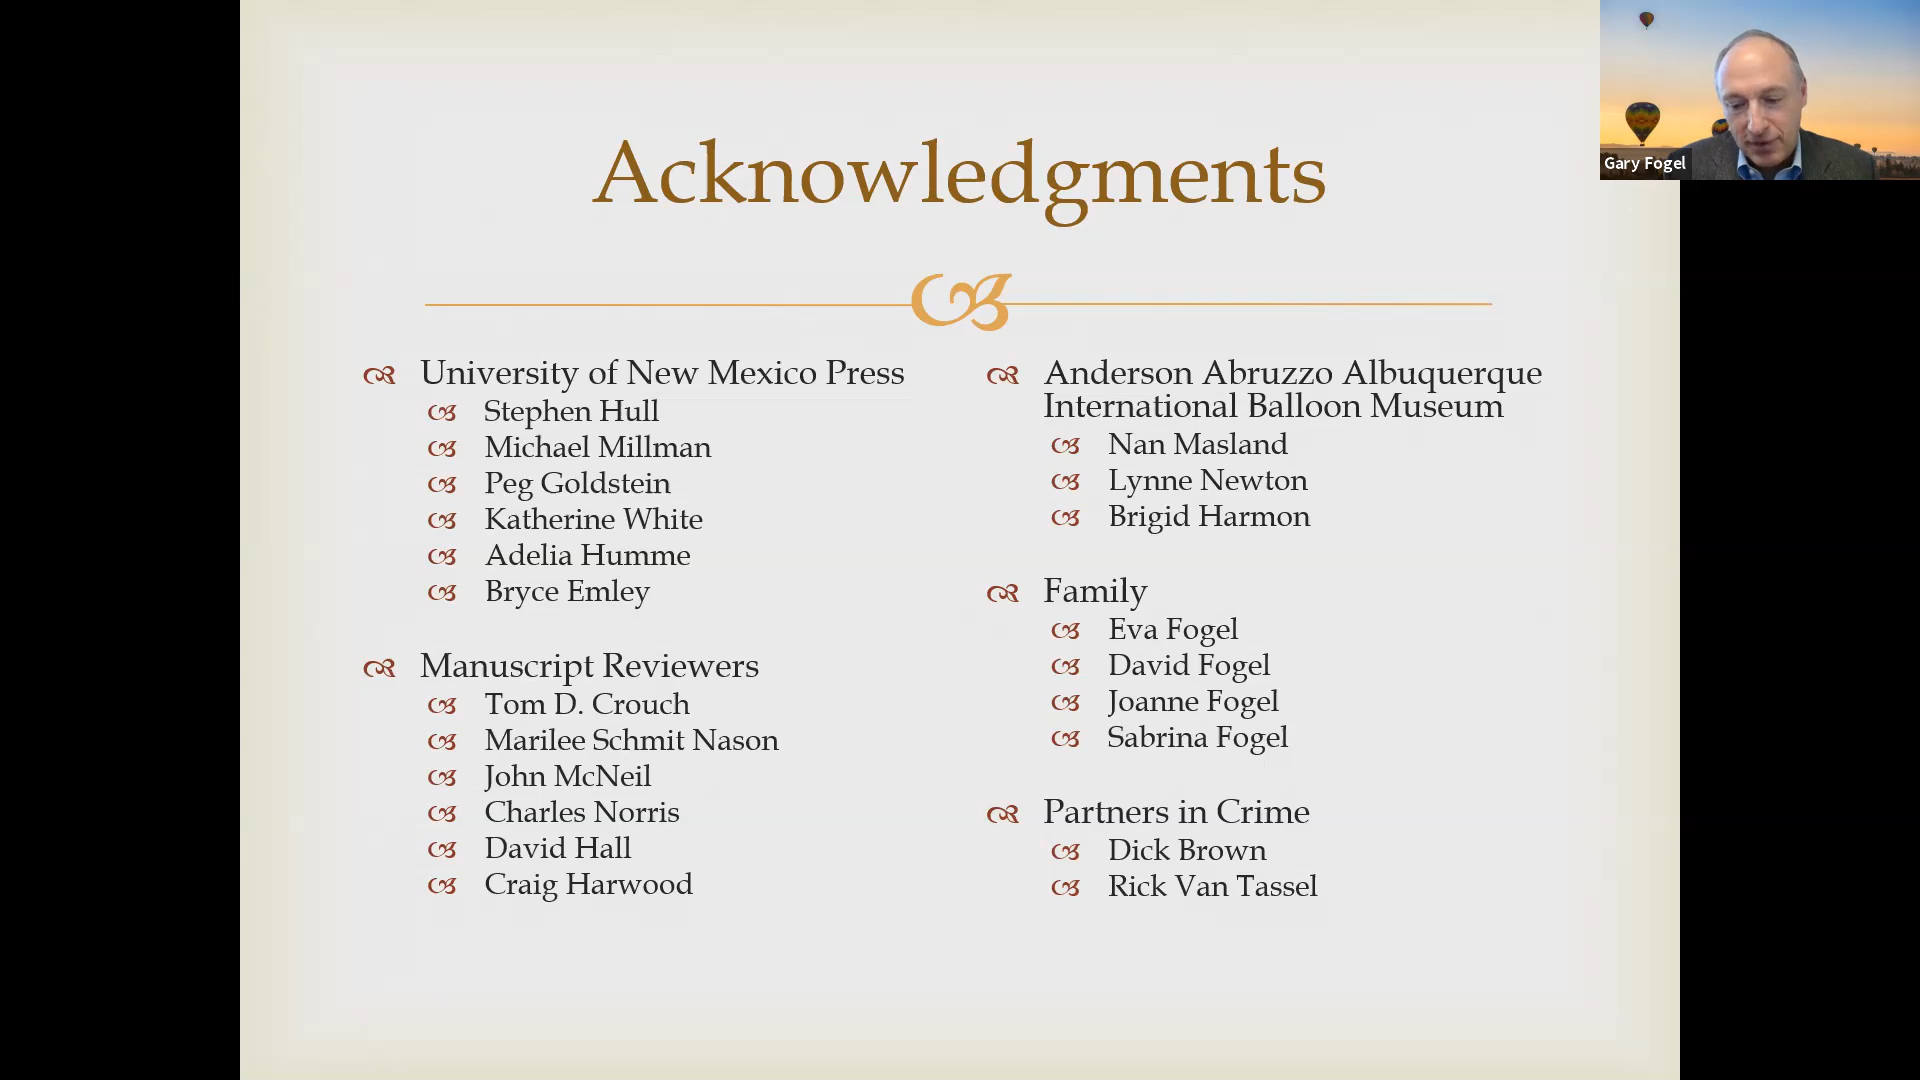 Acknowledgments
University of New Mexico Press
Stephen Hull
Michael Millman
Peg Goldstein
Katherine White
Adelia Humme
Bryce Emley
Manuscript Reviewers
Tom D. Crouch
Marilee Schmit Nason
John McNeil
Charles Norris
David Hall
Craig Harwood
Anderson Abruzzo Albuquerque
International Balloon Museum
Nan Masland
Lynne Newton
Brigid Harmon
Family
Eva Fogel
David Fogel
Joanne Fogel
Sabrina Fogel
Partners in Crime
Dick Brown
Rick Van Tassel
Gary Fogel